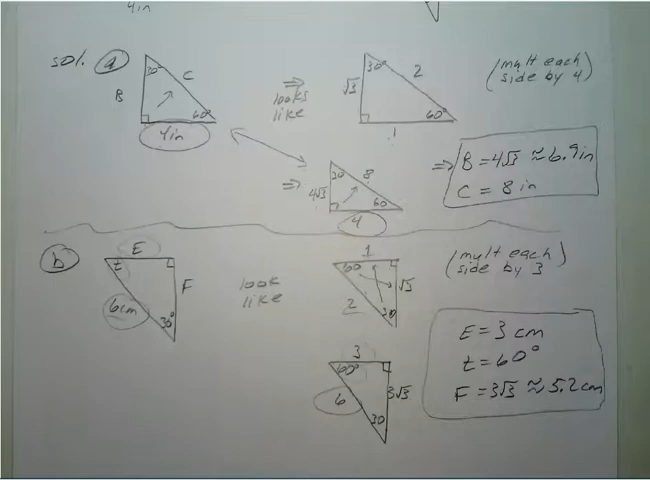 4in
sol. (a)
30°
C
B
60°
4in
⇒
looks
like
30°
2
√3
60°
1
(mult each
side by 4)
⇒
30
8
4√3
60
4
⇒ B = 4√3 ≈ 6.9in
C = 8 in
(b)
E
t
F
6cm
30°
look
like
1
60
√3
2
30
(mult each
side by 3
3
60°
6
3√3
30
E = 3 cm
t = 60°
F = 3√3 ≈ 5.2cm